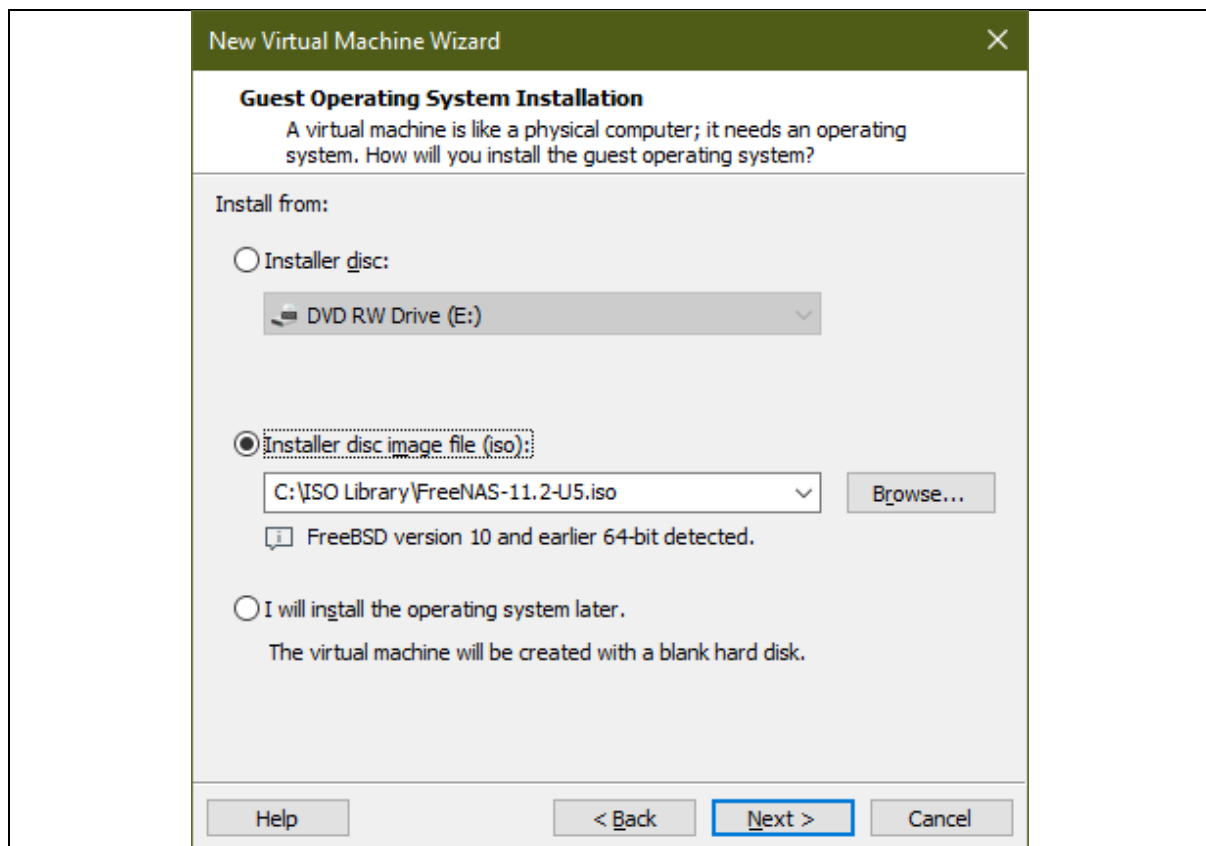 New Virtual Machine Wizard
Guest Operating System Installation
A virtual machine is like a physical computer; it needs an operating
system. How will you install the guest operating system?
Install from:
Installer disc:
DVD RW Drive (E:)
Installer disc image file (iso):
C:\ISO Library\FreeNAS-11.2-U5.iso
Browse...
FreeBSD version 10 and earlier 64-bit detected.
I will install the operating system later.
The virtual machine will be created with a blank hard disk.
Help
< Back
Next >
Cancel